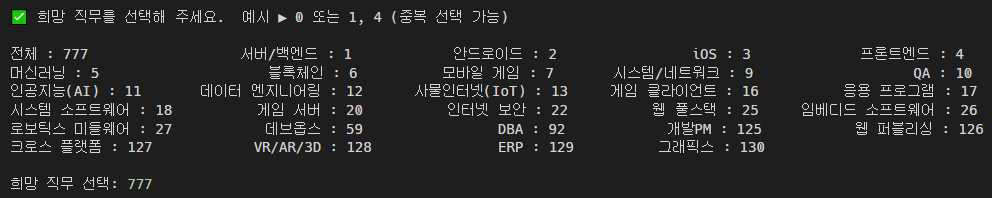 ✅ 희망 직무를 선택해 주세요.  예시 ▶ 0 또는 1, 4 (중복 선택 가능)
전체 : 777 서버/백엔드 : 1 안드로이드 : 2 iOS : 3 프론트엔드 : 4
머신러닝 : 5 블록체인 : 6 모바일 게임 : 7 시스템/네트워크 : 9 QA : 10
인공지능(AI) : 11 데이터 엔지니어링 : 12 사물인터넷(IoT) : 13 게임 클라이언트 : 16 응용 프로그램 : 17
시스템 소프트웨어 : 18 게임 서버 : 20 인터넷 보안 : 22 웹 풀스택 : 25 임베디드 소프트웨어 : 26
로보틱스 미들웨어 : 27 데브옵스 : 59 DBA : 92 개발PM : 125 웹 퍼블리싱 : 126
크로스 플랫폼 : 127 VR/AR/3D : 128 ERP : 129 그래픽스 : 130
희망 직무 선택: 777